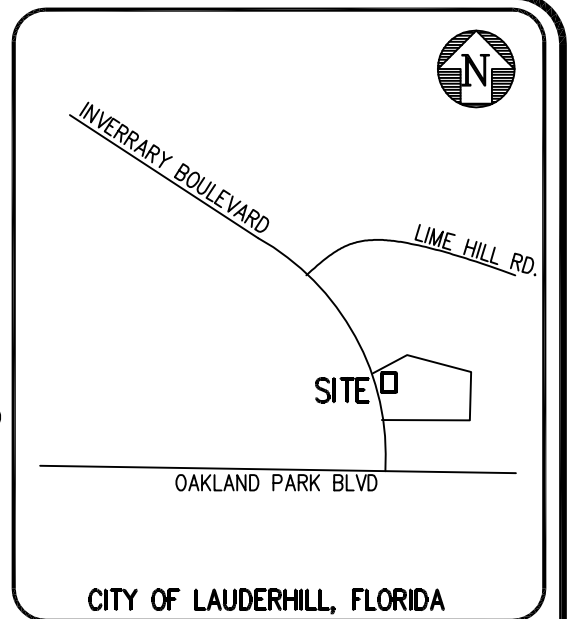 N
INVERRARY BOULEVARD
LIME HILL RD.
SITE
OAKLAND PARK BLVD
CITY OF LAUDERHILL, FLORIDA